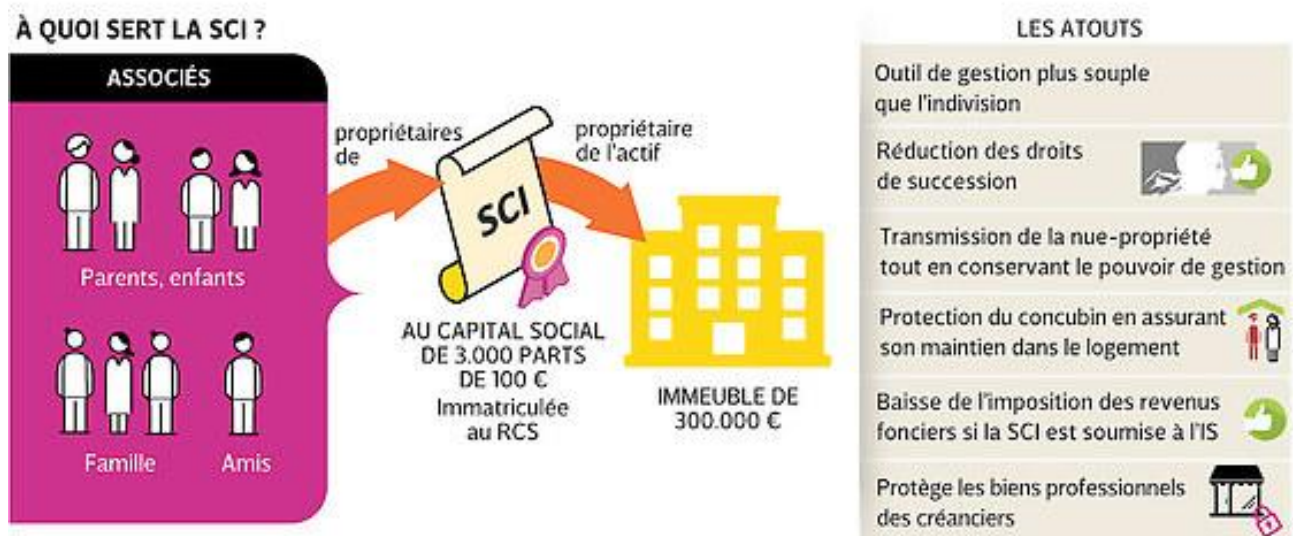 À QUOI SERT LA SCI ?
ASSOCIÉS
Parents, enfants
Famille
Amis
propriétaires
de
SCI
propriétaire
de l'actif
AU CAPITAL SOCIAL
DE 3.000 PARTS
DE 100 €
Immatriculée
au RCS
IMMEUBLE DE
300.000 €
LES ATOUTS
Outil de gestion plus souple
que l'indivision
Réduction des droits
de succession
Transmission de la nue-propriété
tout en conservant le pouvoir de gestion
Protection du concubin en assurant
son maintien dans le logement
Baisse de l'imposition des revenus
fonciers si la SCI est soumise à l'IS
Protège les biens professionnels
des créanciers